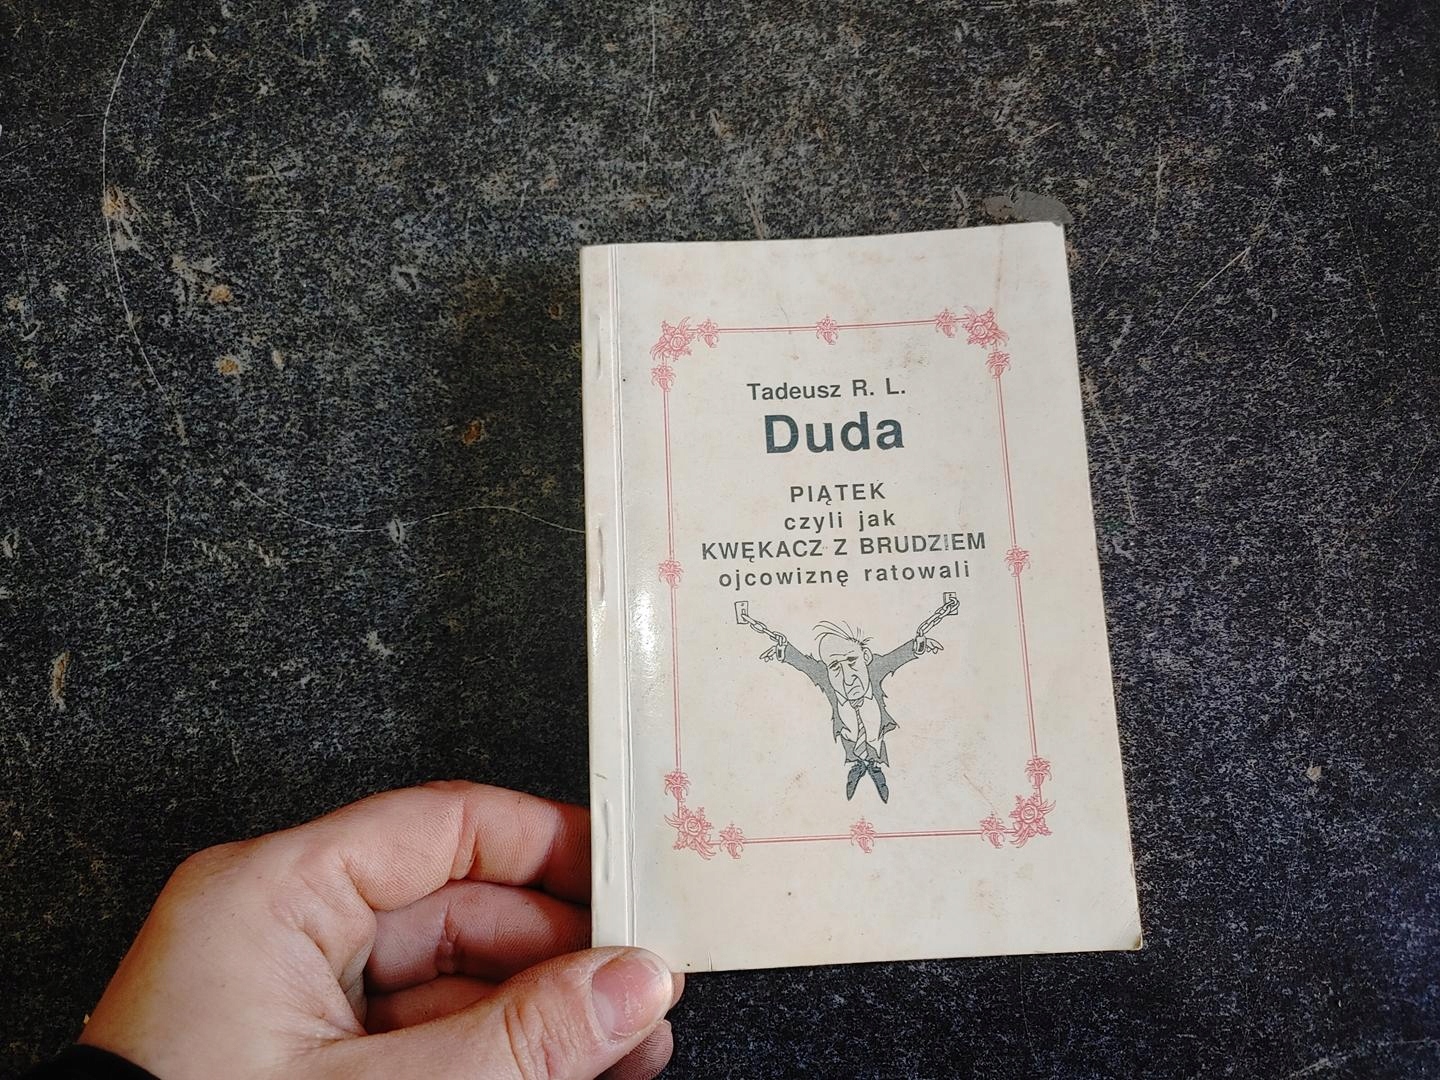 Tadeusz R. L.
Duda
PIĄTEK
czyli jak
KWĘKACZ Z BRUDZIEM
ojcowiznę ratowali